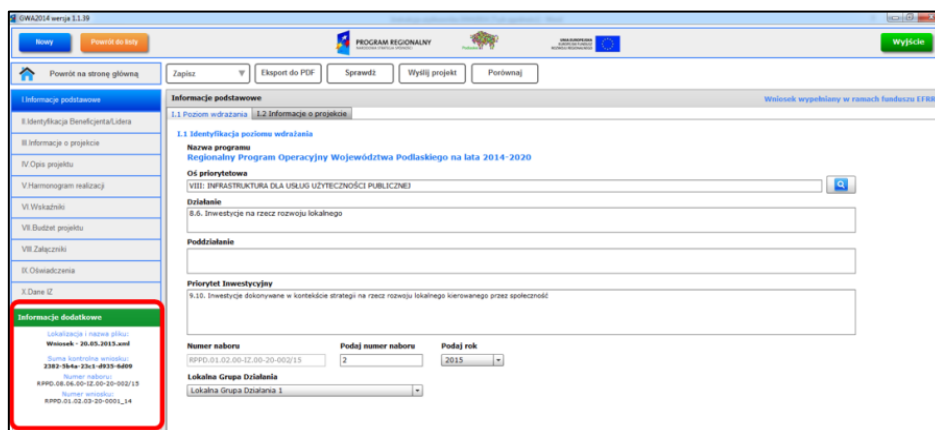 GWA2014 wersja 1.1.39
Nowy
Powrót do listy
PROGRAM REGIONALNY
UNIA EUROPEJSKA
Wyjście
Powrót na stronę główną
Zapisz
Eksport do PDF
Sprawdź
Wyślij projekt
Porównaj
I.Informacje podstawowe
II.Identyfikacja Beneficjenta/Lidera
III.Informacja o projekcie
IV.Opis projektu
V.Harmonogram realizacji
VI.Wskaźniki
VII.Budżet projektu
VIII.Załączniki
IX.Oświadczenia
X.Dane IZ
Informacje dodatkowe
Lokalizacja i nazwa pliku:
Wniosek - 20.05.2015.xml
Suma kontrolna wniosku:
2382-5b4a-23c1-d935-6d09
Numer naboru:
RPPD.08.06.00-IZ.00-20-002/15
Numer wniosku:
RPPD.01.02.03-20-0001_14
Informacje podstawowe
Wniosek wypełniany w ramach funduszu EFRR
I.1 Poziom wdrażania
I.2 Informacje o projekcie
I.1 Identyfikacja poziomu wdrażania
Nazwa programu
Regionalny Program Operacyjny Województwa Podlaskiego na lata 2014-2020
Oś priorytetowa
VIII: INFRASTRUKTURA DLA USŁUG UŻYTECZNOŚCI PUBLICZNEJ
Działanie
8.6. Inwestycje na rzecz rozwoju lokalnego
Poddziałanie
Priorytet Inwestycyjny
9.10. Inwestycje dokonywane w kontekście strategii na rzecz rozwoju lokalnego kierowanego przez społeczność
Numer naboru
Podaj numer naboru
Podaj rok
RPPD.01.02.00-IZ.00-20-002/15
2
2015
Lokalna Grupa Działania
Lokalna Grupa Działania 1